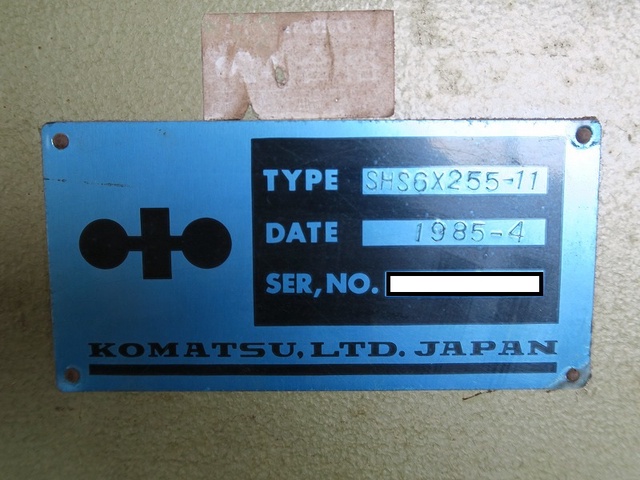 TYPE SHS6X255-11
DATE 1985-4
SER, NO.
KOMATSU, LTD. JAPAN